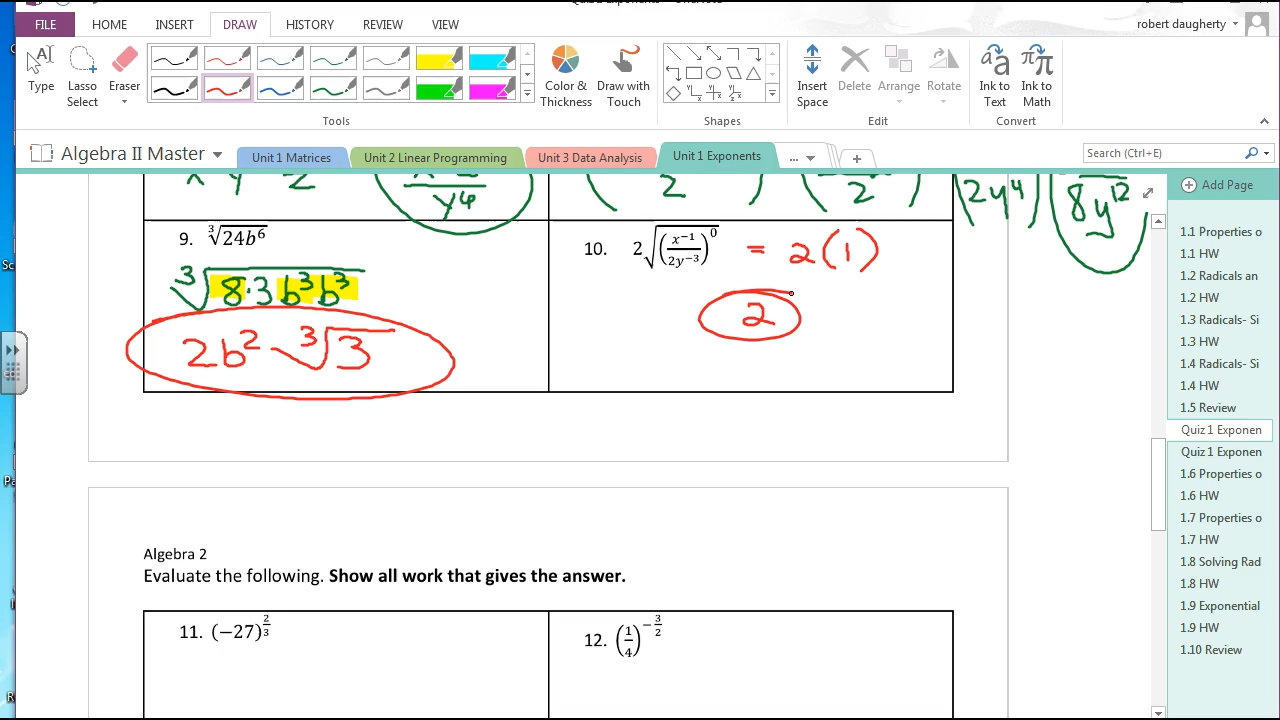 robert daugherty
FILE HOME INSERT DRAW HISTORY REVIEW VIEW
Type Lasso Select Eraser Color & Thickness Draw with Touch Insert Space Delete Arrange Rotate Ink to Text Ink to Math
Tools Shapes Edit Convert
Algebra II Master Unit 1 Matrices Unit 2 Linear Programming Unit 3 Data Analysis Unit 1 Exponents ... Search (Ctrl+E)
Add Page
1.1 Properties o
1.1 HW
1.2 Radicals an
1.2 HW
1.3 Radicals- Si
1.3 HW
1.4 Radicals- Si
1.4 HW
1.5 Review
Quiz 1 Exponen
Quiz 1 Exponen
1.6 Properties o
1.6 HW
1.7 Properties o
1.7 HW
1.8 Solving Rad
1.8 HW
1.9 Exponential
1.9 HW
1.10 Review
y⁶
2
2
(2y⁴)
8y¹²
9. ∛(24b⁶)
∛(8·3b³b³)
2b² ∛3
10. 2√((x⁻¹/2y⁻³)⁰) = 2(1)
2
Algebra 2
Evaluate the following. Show all work that gives the answer.
11. (−27)^(2/3)
12. (1/4)^(−3/2)